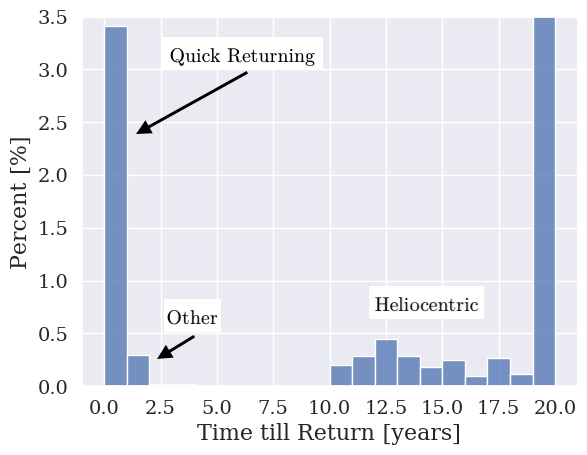 3.5
3.0
2.5
2.0
1.5
1.0
0.5
0.0
Percent [%]
Quick Returning
Other
Heliocentric
0.0 2.5 5.0 7.5 10.0 12.5 15.0 17.5 20.0
Time till Return [years]